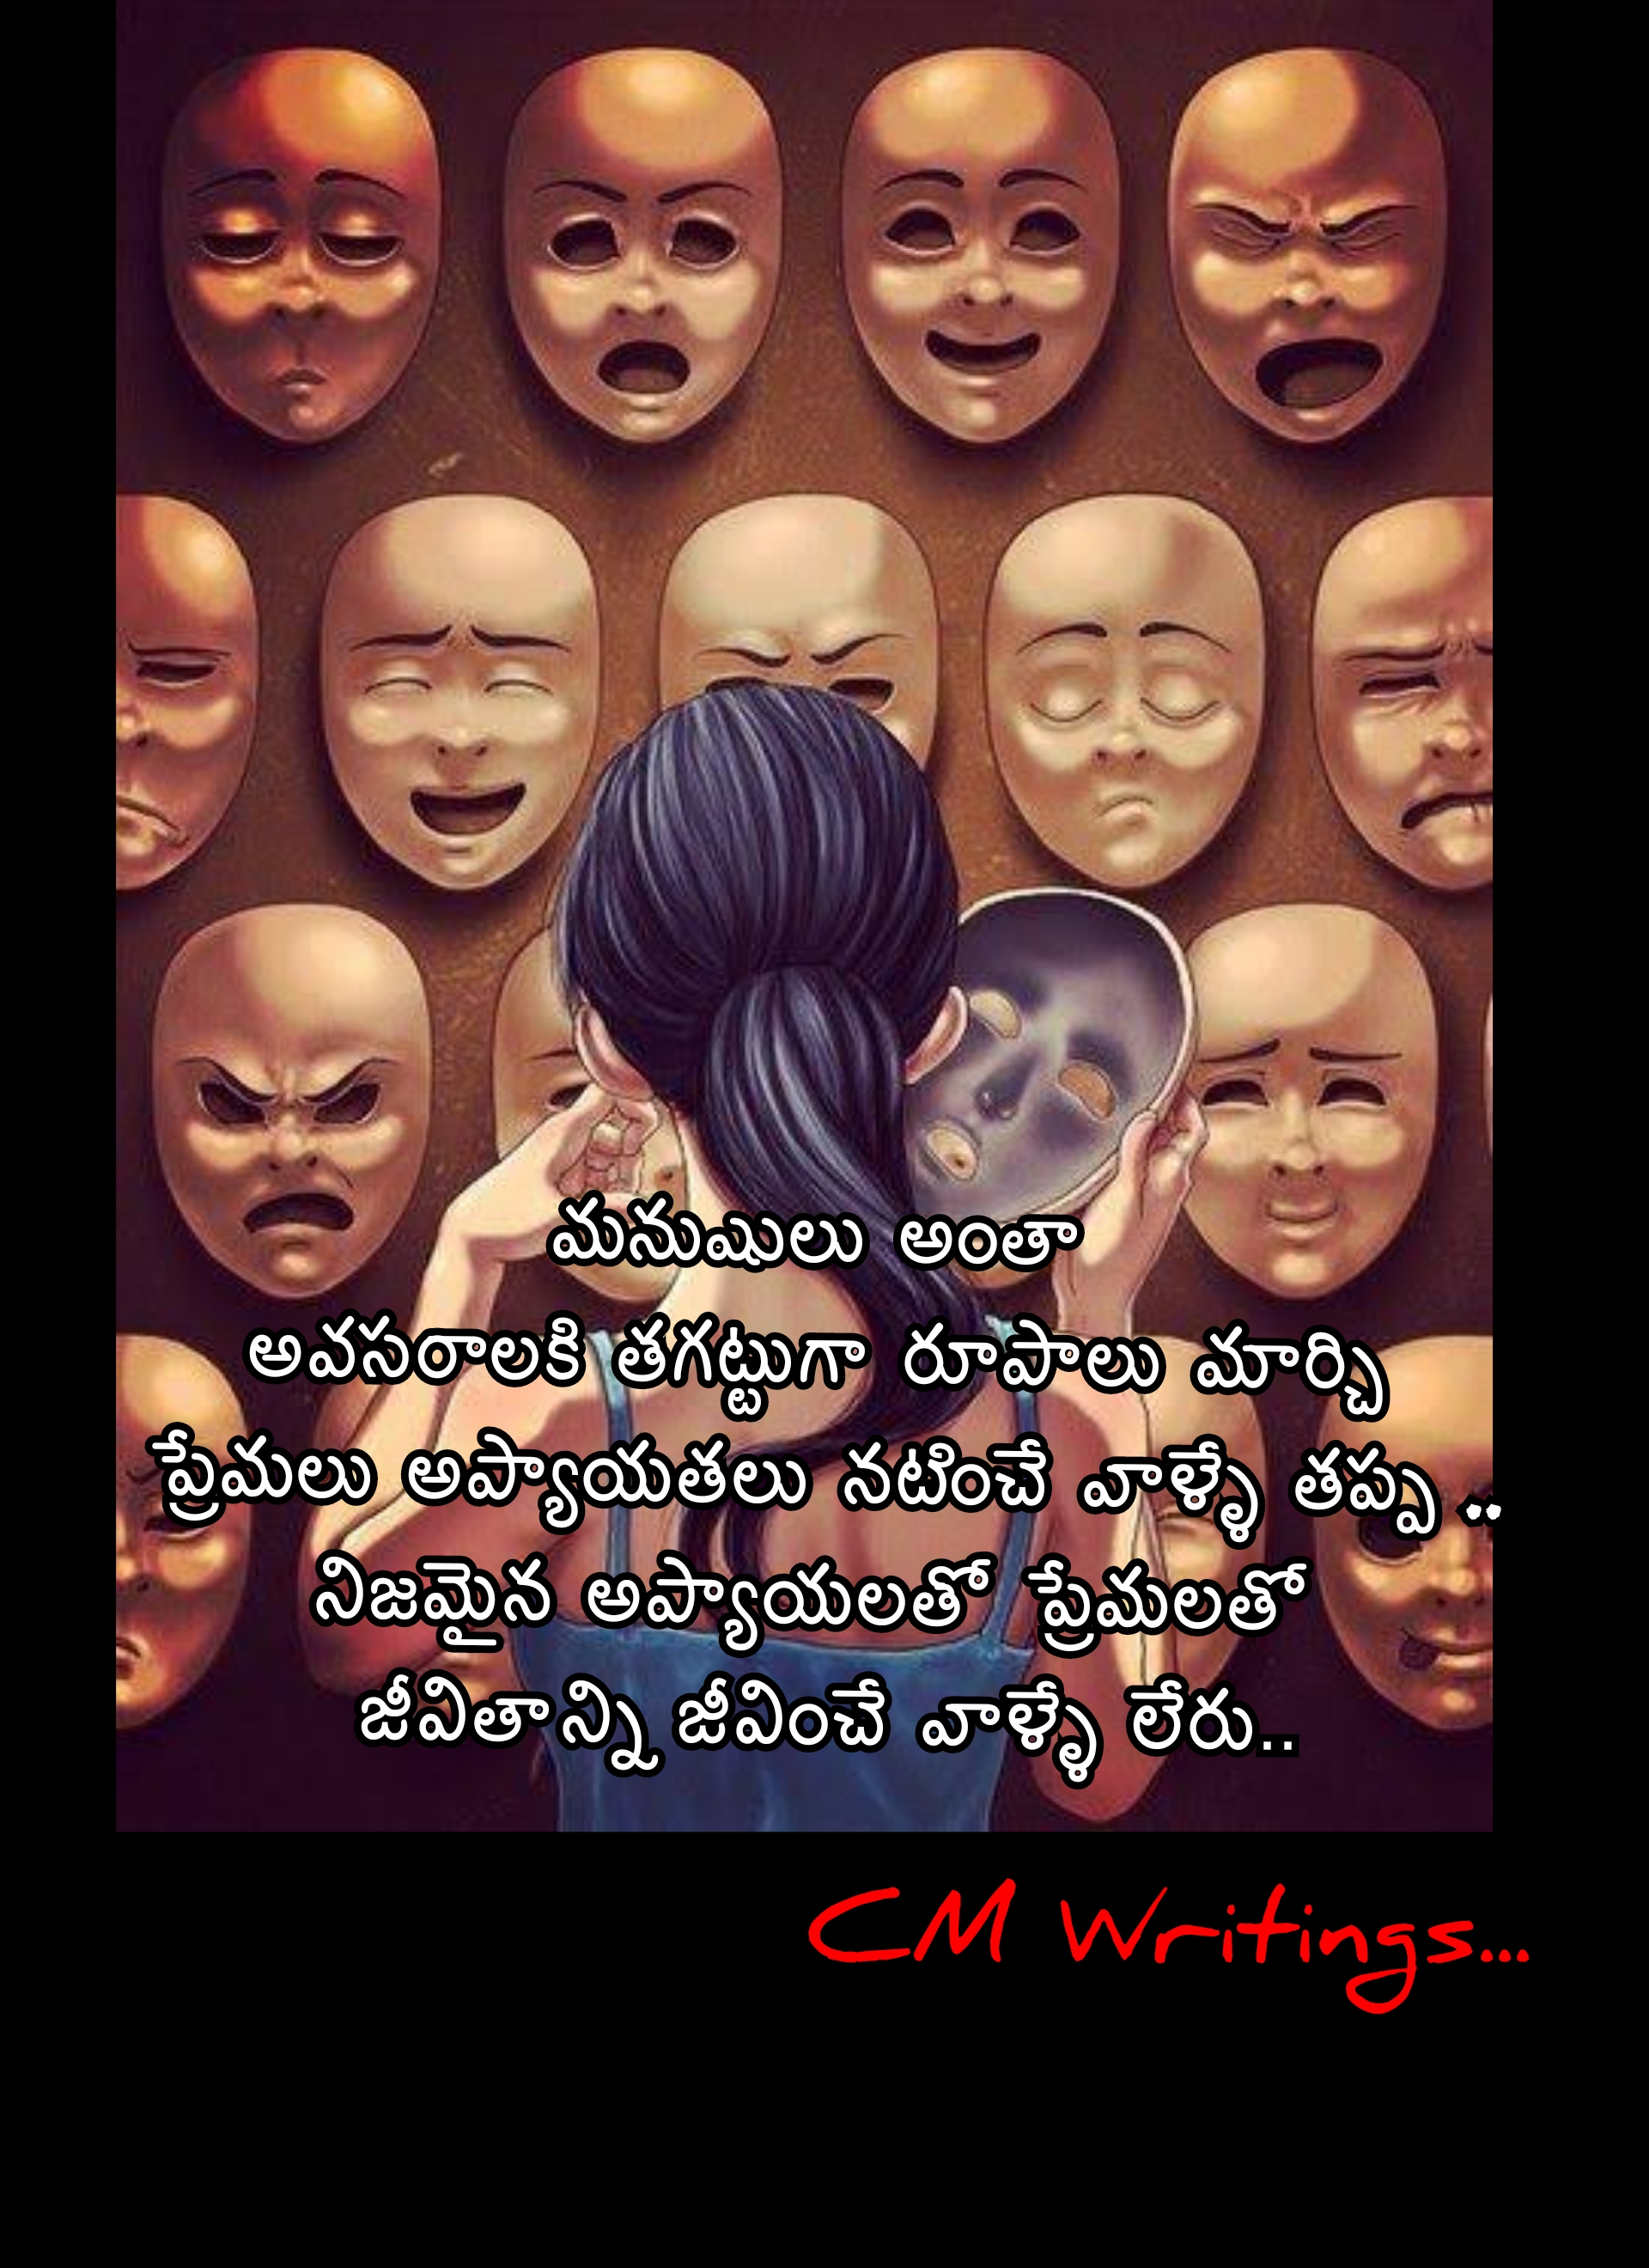 మనుషులు అంతా
అవసరాలకి తగట్టుగా రూపాలు మార్చి
ప్రేమలు అప్యాయతలు నటించే వాళ్ళే తప్ప ..
నిజమైన అప్యాయలతో ప్రేమలతో
జీవితాన్ని జీవించే వాళ్ళే లేరు..
CM Writings...